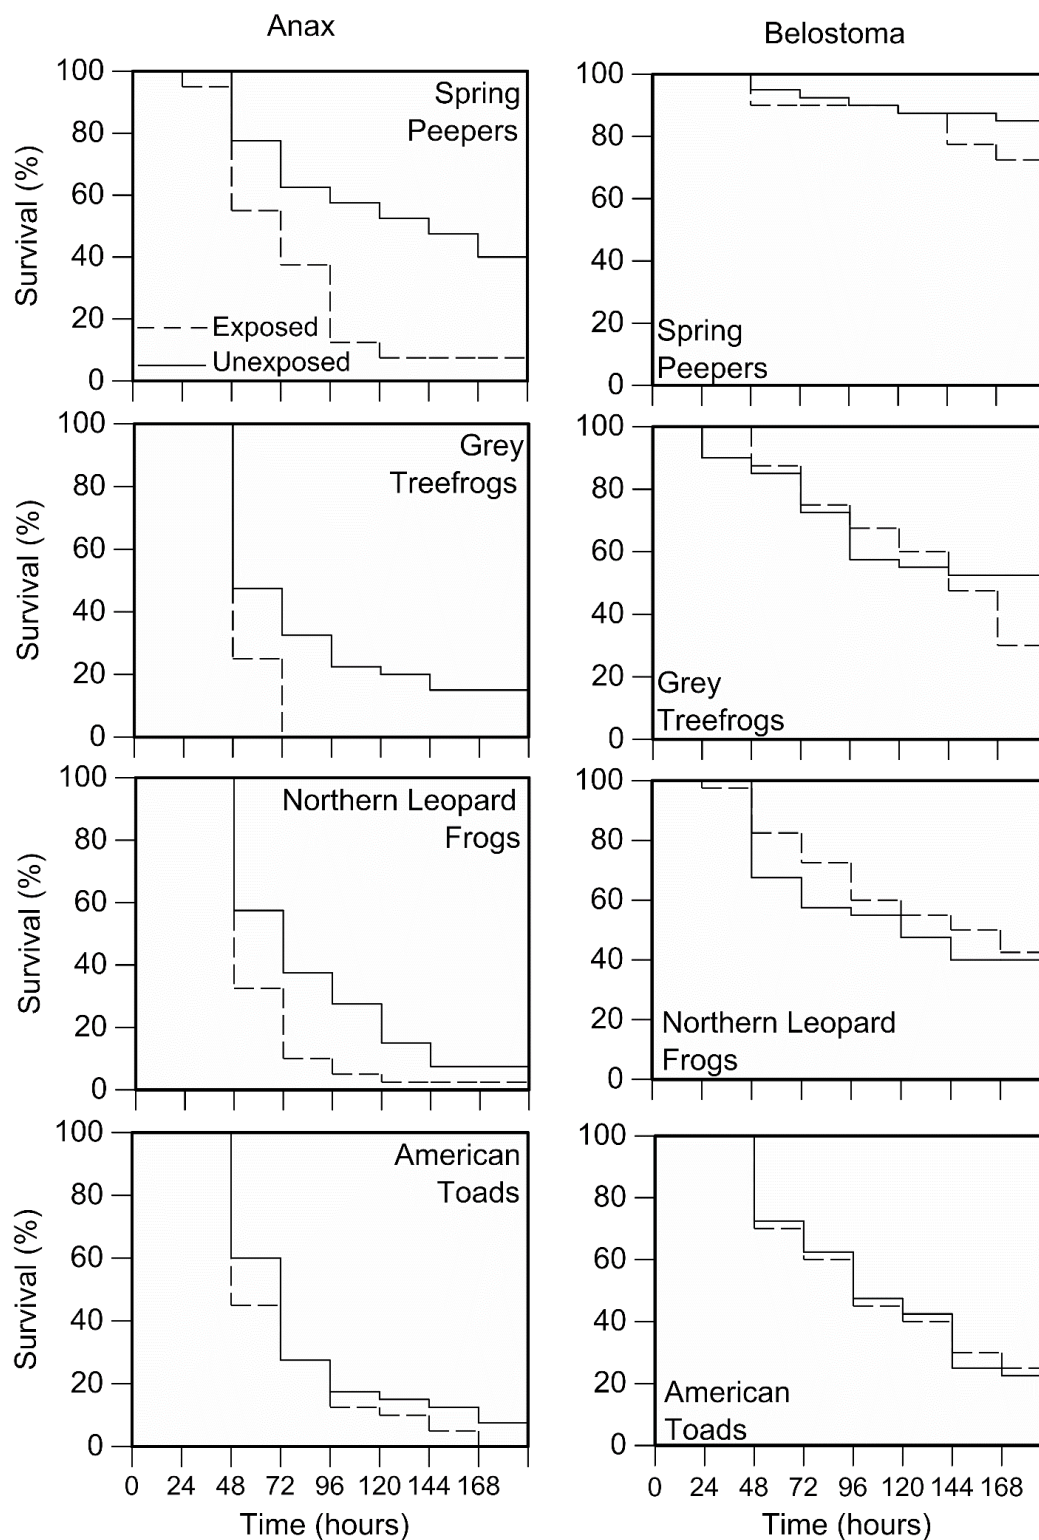 Anax
Belostoma
Survival (%)
100
80
60
40
20
0
Spring
Peepers
Exposed
Unexposed
100
80
60
40
20
0
Spring
Peepers
Survival (%)
100
80
60
40
20
0
Grey
Treefrogs
100
80
60
40
20
0
Grey
Treefrogs
Survival (%)
100
80
60
40
20
0
Northern Leopard
Frogs
100
80
60
40
20
0
Northern Leopard
Frogs
Survival (%)
100
80
60
40
20
0
American
Toads
0 24 48 72 96 120 144 168
Time (hours)
100
80
60
40
20
0
American
Toads
0 24 48 72 96 120 144 168
Time (hours)